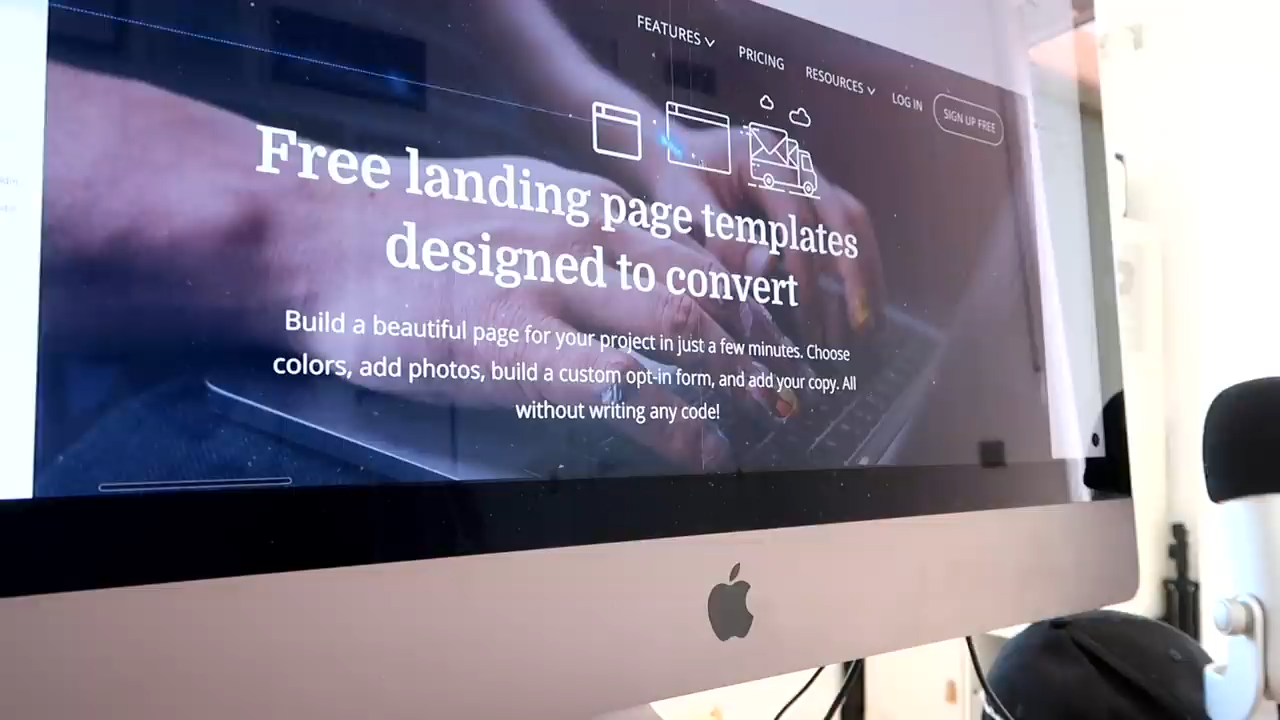 FEATURES
PRICING
RESOURCES
LOG IN
SIGN UP FREE
Free landing page templates
designed to convert
Build a beautiful page for your project in just a few minutes. Choose
colors, add photos, build a custom opt-in form, and add your copy. All
without writing any code!